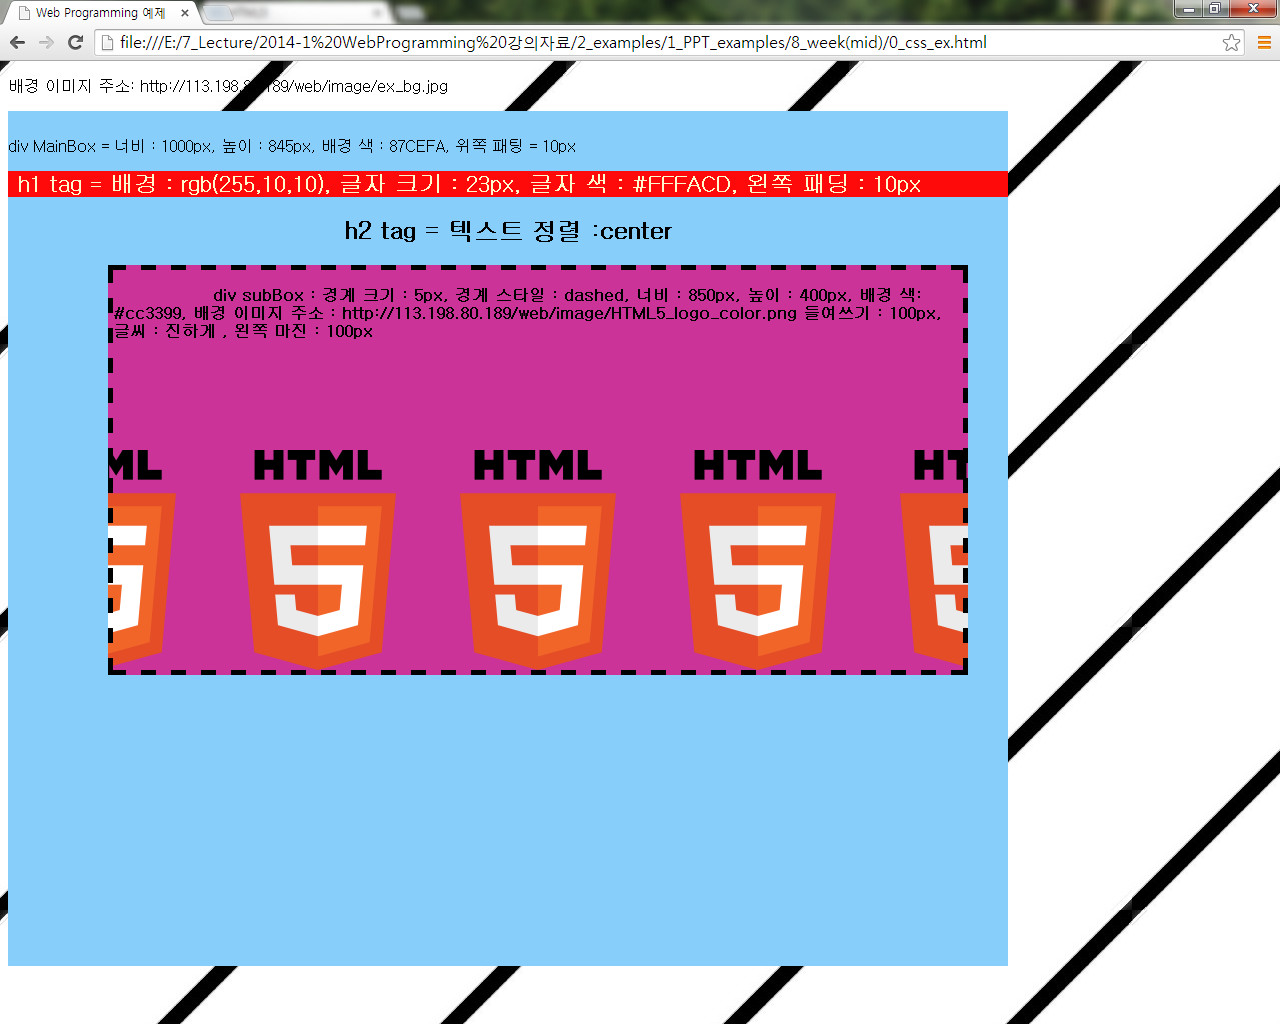 Web Programming 예제
file:///E:/7_Lecture/2014-1%20WebProgramming%20강의자료/2_examples/1_PPT_examples/8_week(mid)/0_css_ex.html
배경 이미지 주소: http://113.198.80.189/web/image/ex_bg.jpg
div MainBox = 너비 : 1000px, 높이 : 845px, 배경 색 : 87CEFA, 위쪽 패팅 = 10px
h1 tag = 배경 : rgb(255,10,10), 글자 크기 : 23px, 글자 색 : #FFFACD, 왼쪽 패딩 : 10px
h2 tag = 텍스트 정렬 :center
div subBox : 경계 크기 : 5px, 경계 스타일 : dashed, 너비 : 850px, 높이 : 400px, 배경 색:
#cc3399, 배경 이미지 주소 : http://113.198.80.189/web/image/HTML5_logo_color.png 들여쓰기 : 100px,
글씨 : 진하게 , 왼쪽 마진 : 100px
ML HTML HTML HTML HT
5 5 5 5 5